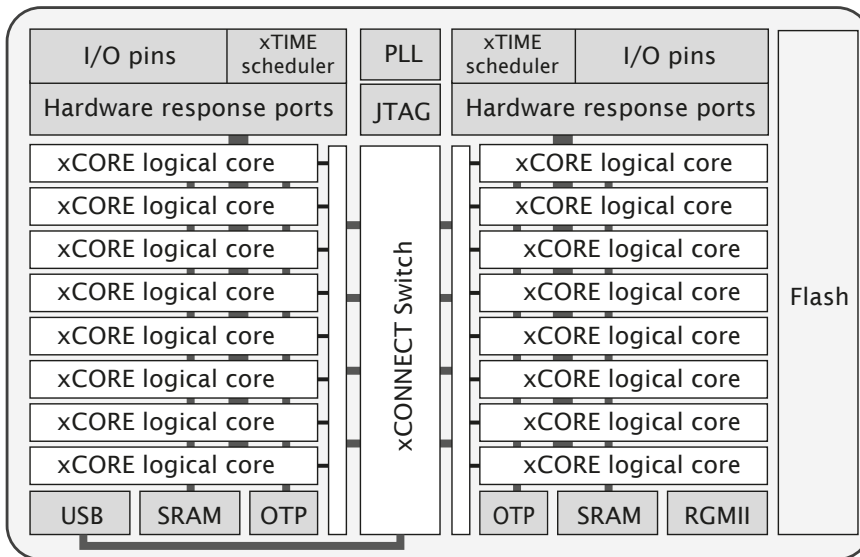 I/O pins
xTIME
scheduler
PLL
xTIME
scheduler
I/O pins
Hardware response ports
JTAG
Hardware response ports
xCORE logical core
xCORE logical core
xCORE logical core
xCORE logical core
xCORE logical core
xCORE logical core
xCORE logical core
xCORE logical core
xCONNECT Switch
xCORE logical core
xCORE logical core
xCORE logical core
xCORE logical core
xCORE logical core
xCORE logical core
xCORE logical core
xCORE logical core
Flash
USB
SRAM
OTP
OTP
SRAM
RGMII